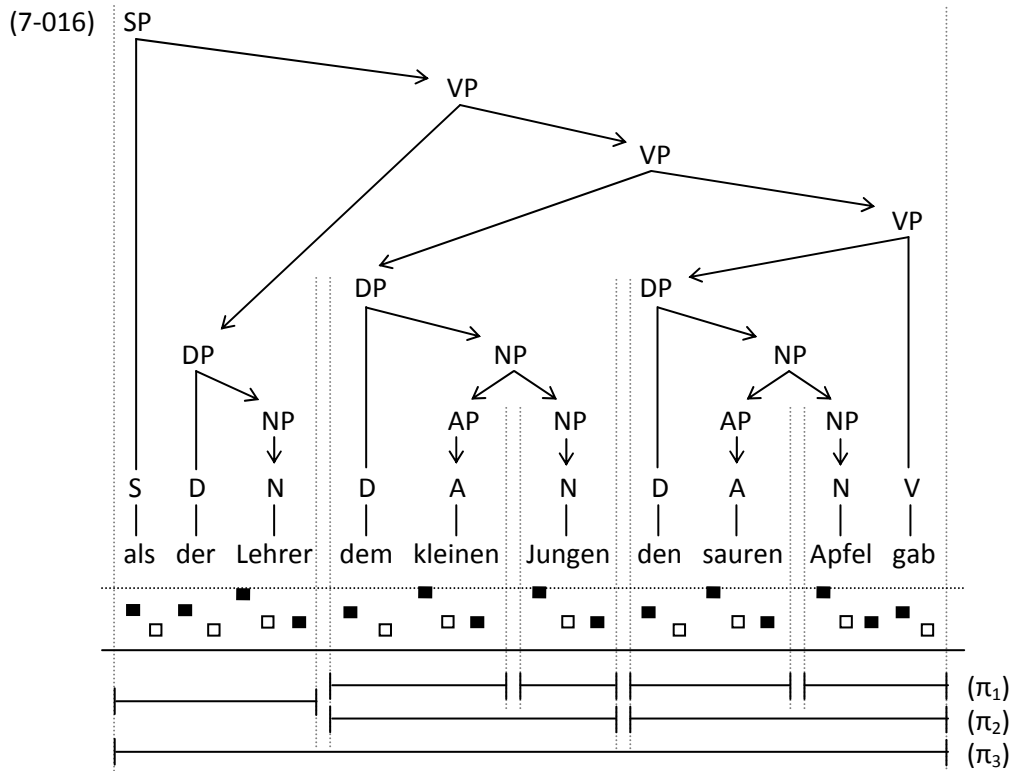 (7-016) SP
VP
VP
VP
DP DP
DP NP NP
NP AP NP AP NP
S D N D A N D A N V
als der Lehrer dem kleinen Jungen den sauren Apfel gab
(π₁)
(π₂)
(π₃)